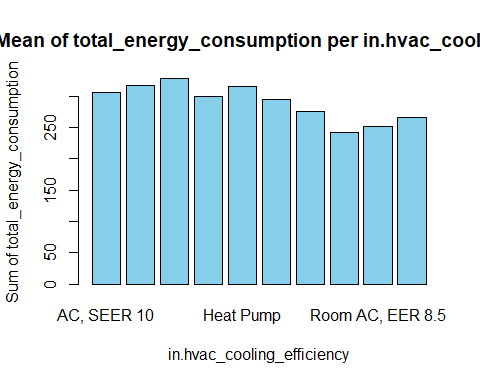 Mean of total_energy_consumption per in.hvac_cool
Sum of total_energy_consumption
0
50
150
250
AC, SEER 10
Heat Pump
Room AC, EER 8.5
in.hvac_cooling_efficiency